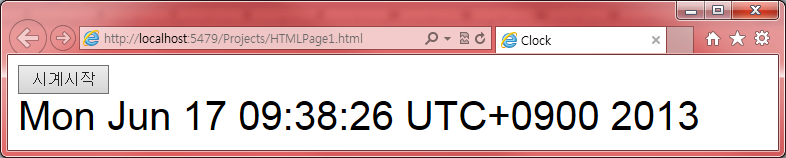 http://localhost:5479/Projects/HTMLPage1.html
Clock
시계시작
Mon Jun 17 09:38:26 UTC+0900 2013